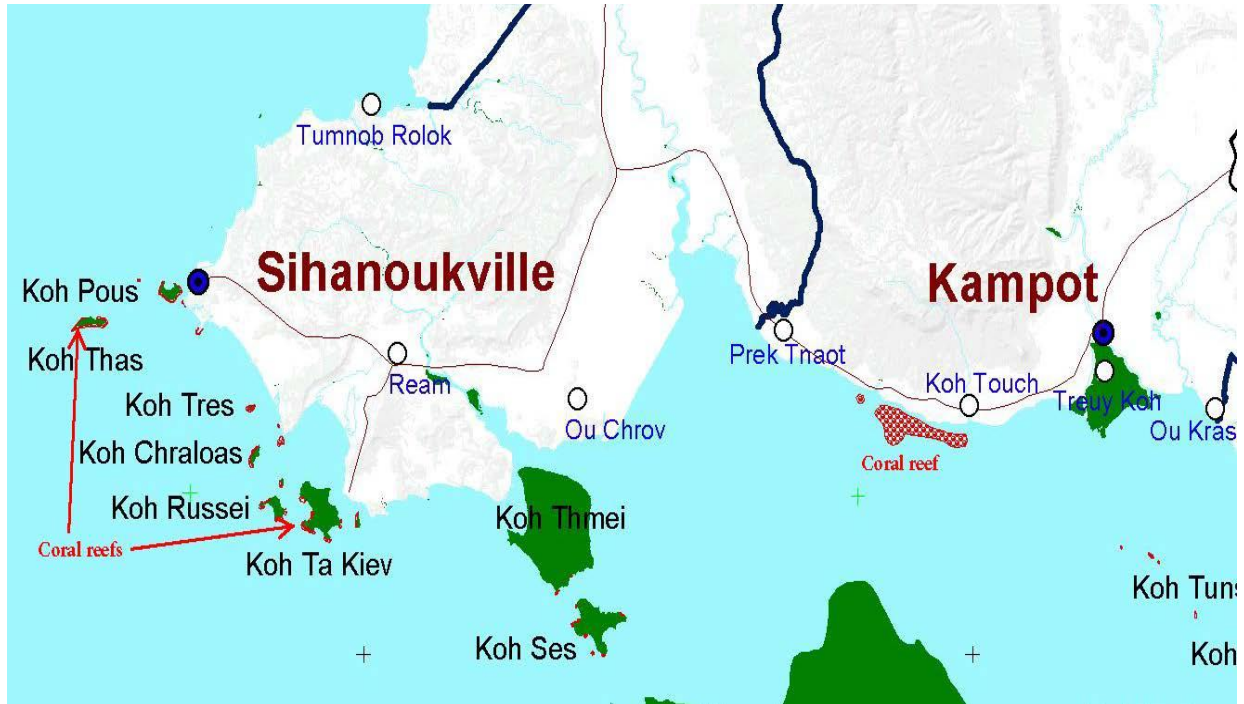 Tumnob Rolok
Sihanoukville
Kampot
Koh Pous
Koh Thas
Prek Tnaot
Ream
Koh Touch
Treuy Koh
Koh Tres
Ou Chrov
Ou Kras
Koh Chraloas
Coral reef
Koh Russei
Koh Thmei
Coral reefs
Koh Ta Kiev
Koh Tuns
Koh Ses
Koh